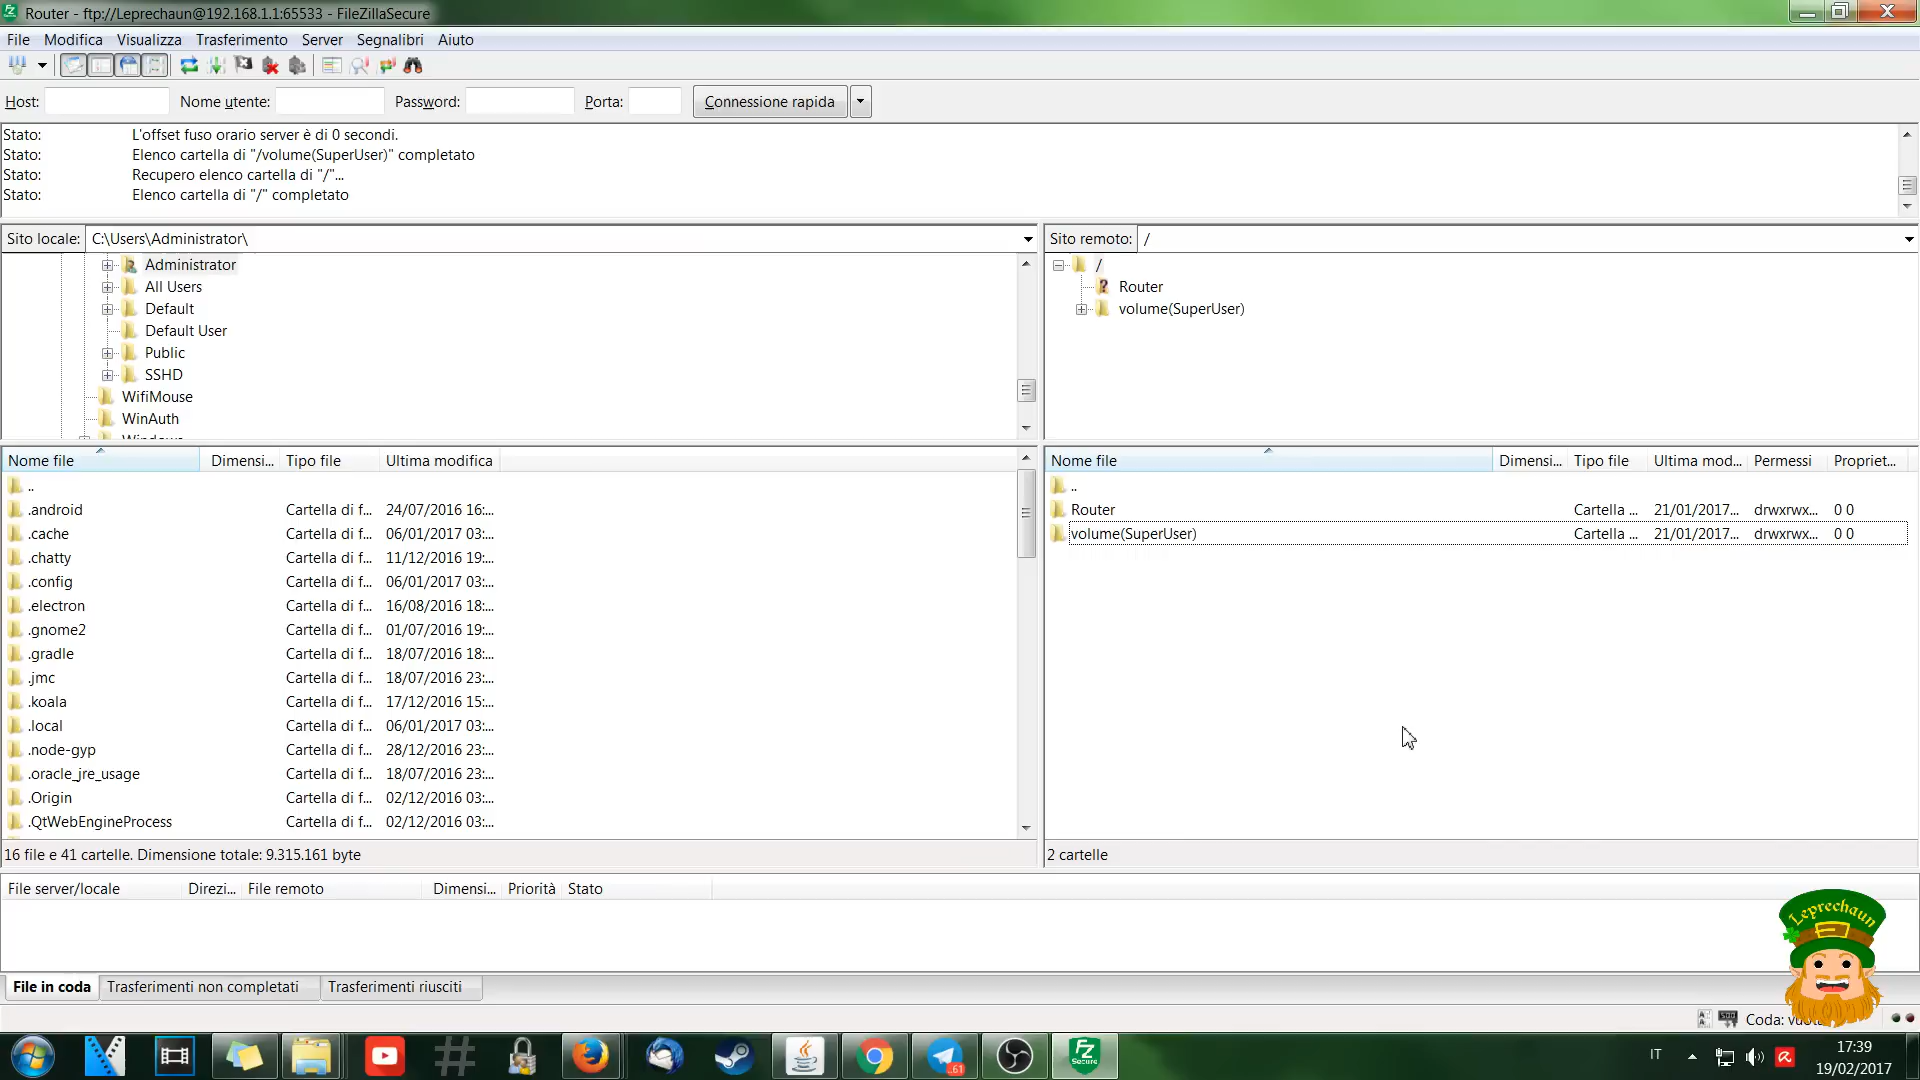 Router - ftp://Leprechaun@192.168.1.1:65533 - FileZillaSecure
File Modifica Visualizza Trasferimento Server Segnalibri Aiuto
Host: Nome utente: Password: Porta: Connessione rapida
Stato: L'offset fuso orario server è di 0 secondi.
Stato: Elenco cartella di "/volume(SuperUser)" completato
Stato: Recupero elenco cartella di "/"...
Stato: Elenco cartella di "/" completato
Sito locale: C:\Users\Administrator\
Administrator
All Users
Default
Default User
Public
SSHD
WifiMouse
WinAuth
Sito remoto: /
/
Router
volume(SuperUser)
Nome file Dimensi... Tipo file Ultima modifica
..
.android Cartella di f... 24/07/2016 16:...
.cache Cartella di f... 06/01/2017 03:...
.chatty Cartella di f... 11/12/2016 19:...
.config Cartella di f... 06/01/2017 03:...
.electron Cartella di f... 16/08/2016 18:...
.gnome2 Cartella di f... 01/07/2016 19:...
.gradle Cartella di f... 18/07/2016 18:...
.jmc Cartella di f... 18/07/2016 23:...
.koala Cartella di f... 17/12/2016 15:...
.local Cartella di f... 06/01/2017 03:...
.node-gyp Cartella di f... 28/12/2016 23:...
.oracle_jre_usage Cartella di f... 18/07/2016 23:...
.Origin Cartella di f... 02/12/2016 03:...
.QtWebEngineProcess Cartella di f... 02/12/2016 03:...
16 file e 41 cartelle. Dimensione totale: 9.315.161 byte
Nome file Dimensi... Tipo file Ultima mod... Permessi Propriet...
..
Router Cartella ... 21/01/2017... drwxrwx... 0 0
volume(SuperUser) Cartella ... 21/01/2017... drwxrwx... 0 0
2 cartelle
File server/locale Direzi... File remoto Dimensi... Priorità Stato
Leprechaun
File in coda Trasferimenti non completati Trasferimenti riusciti
Coda:
61
FZ
Secure
IT
17:39
19/02/2017